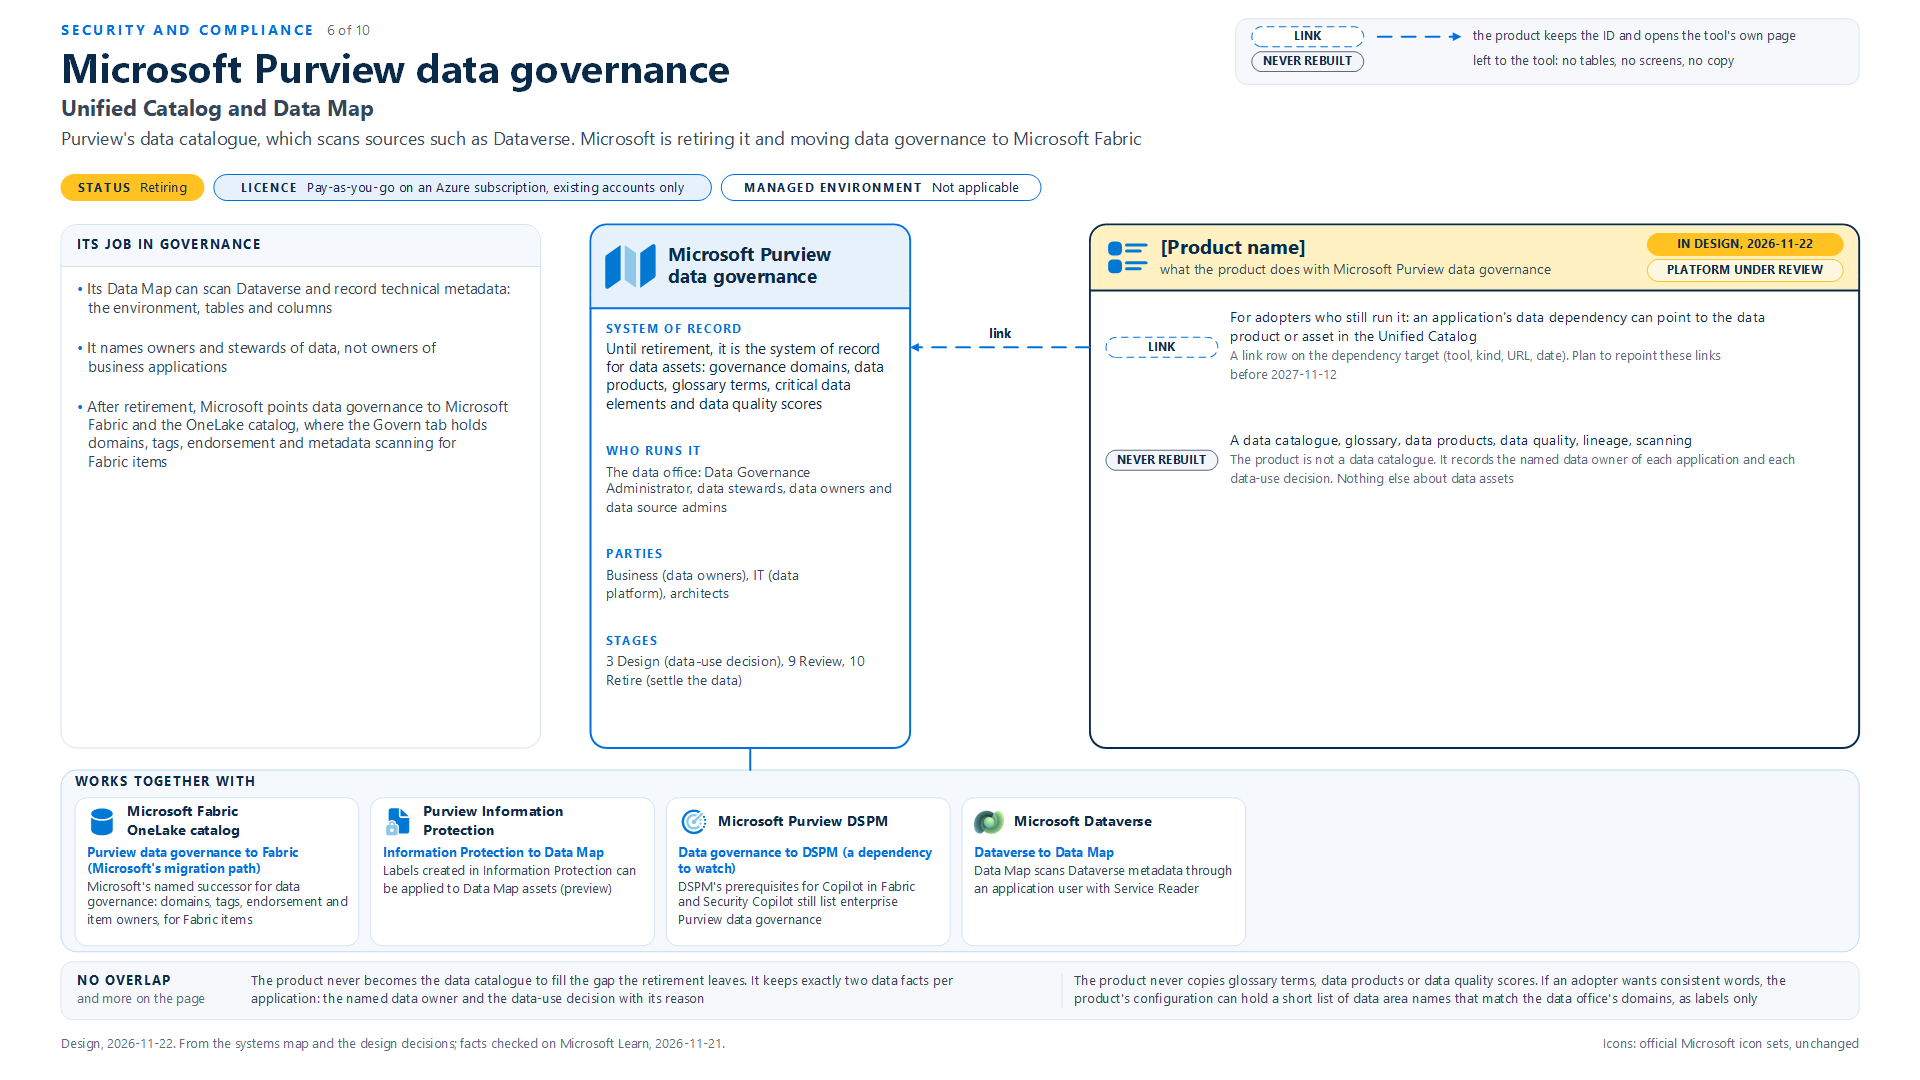 SECURITY AND COMPLIANCE 6 of 10
Microsoft Purview data governance
Unified Catalog and Data Map
Purview's data catalogue, which scans sources such as Dataverse. Microsoft is retiring it and moving data governance to Microsoft Fabric
LINK the product keeps the ID and opens the tool's own page
NEVER REBUILT left to the tool: no tables, no screens, no copy
STATUS Retiring
LICENCE Pay-as-you-go on an Azure subscription, existing accounts only
MANAGED ENVIRONMENT Not applicable
ITS JOB IN GOVERNANCE
• Its Data Map can scan Dataverse and record technical metadata:
the environment, tables and columns
• It names owners and stewards of data, not owners of
business applications
• After retirement, Microsoft points data governance to Microsoft
Fabric and the OneLake catalog, where the Govern tab holds
domains, tags, endorsement and metadata scanning for
Fabric items
Microsoft Purview
data governance
SYSTEM OF RECORD
Until retirement, it is the system of record
for data assets: governance domains, data
products, glossary terms, critical data
elements and data quality scores
WHO RUNS IT
The data office: Data Governance
Administrator, data stewards, data owners and
data source admins
PARTIES
Business (data owners), IT (data
platform), architects
STAGES
3 Design (data-use decision), 9 Review, 10
Retire (settle the data)
link
[Product name]
what the product does with Microsoft Purview data governance
IN DESIGN, 2026-11-22
PLATFORM UNDER REVIEW
LINK
For adopters who still run it: an application's data dependency can point to the data
product or asset in the Unified Catalog
A link row on the dependency target (tool, kind, URL, date). Plan to repoint these links
before 2027-11-12
NEVER REBUILT
A data catalogue, glossary, data products, data quality, lineage, scanning
The product is not a data catalogue. It records the named data owner of each application and each
data-use decision. Nothing else about data assets
WORKS TOGETHER WITH
Microsoft Fabric
OneLake catalog
Purview data governance to Fabric
(Microsoft's migration path)
Microsoft's named successor for data
governance: domains, tags, endorsement and
item owners, for Fabric items
Purview Information
Protection
Information Protection to Data Map
Labels created in Information Protection can
be applied to Data Map assets (preview)
Microsoft Purview DSPM
Data governance to DSPM (a dependency
to watch)
DSPM's prerequisites for Copilot in Fabric
and Security Copilot still list enterprise
Purview data governance
Microsoft Dataverse
Dataverse to Data Map
Data Map scans Dataverse metadata through
an application user with Service Reader
NO OVERLAP
and more on the page
The product never becomes the data catalogue to fill the gap the retirement leaves. It keeps exactly two data facts per
application: the named data owner and the data-use decision with its reason
The product never copies glossary terms, data products or data quality scores. If an adopter wants consistent words, the
product's configuration can hold a short list of data area names that match the data office's domains, as labels only
Design, 2026-11-22. From the systems map and the design decisions; facts checked on Microsoft Learn, 2026-11-21.
Icons: official Microsoft icon sets, unchanged